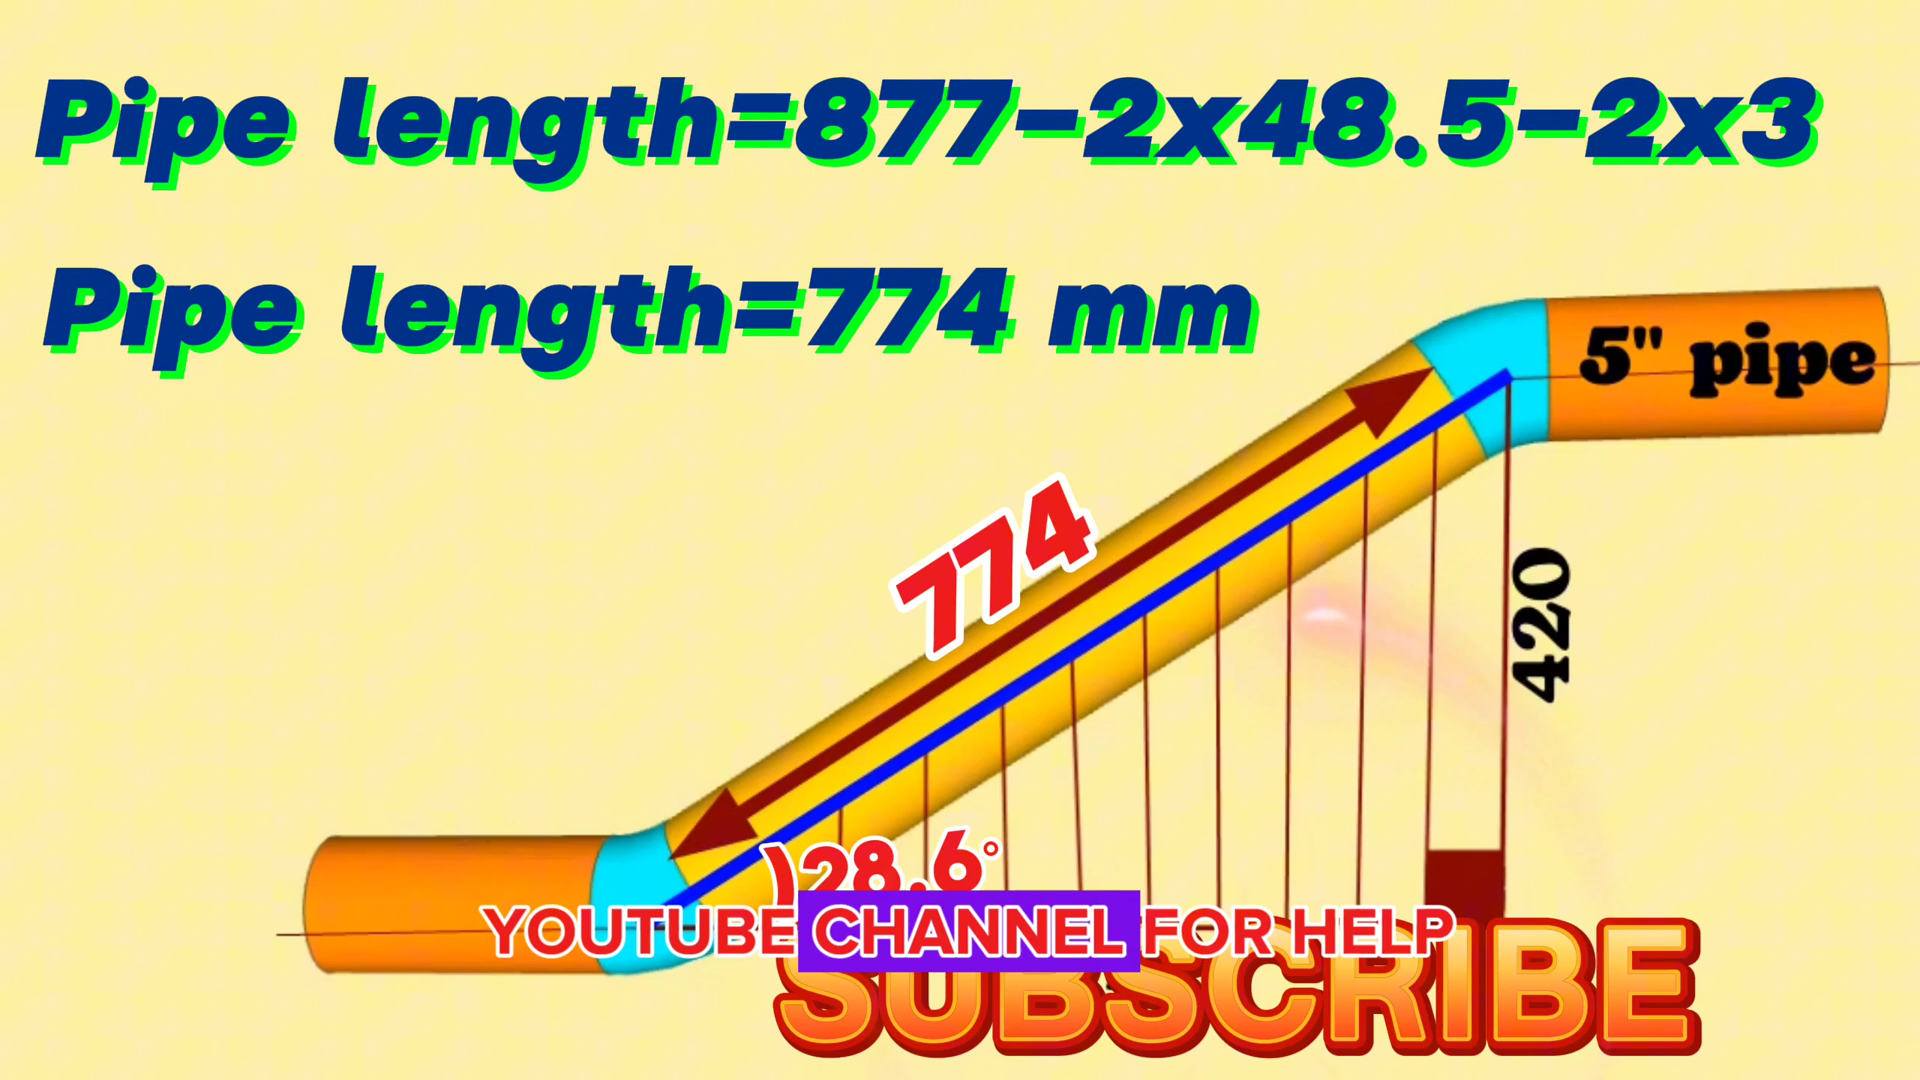 Pipe length=877-2x48.5-2x3
Pipe length=774 mm
5" pipe
774
420
)28.6°
YOUTUBE CHANNEL FOR HELP
SUBSCRIBE